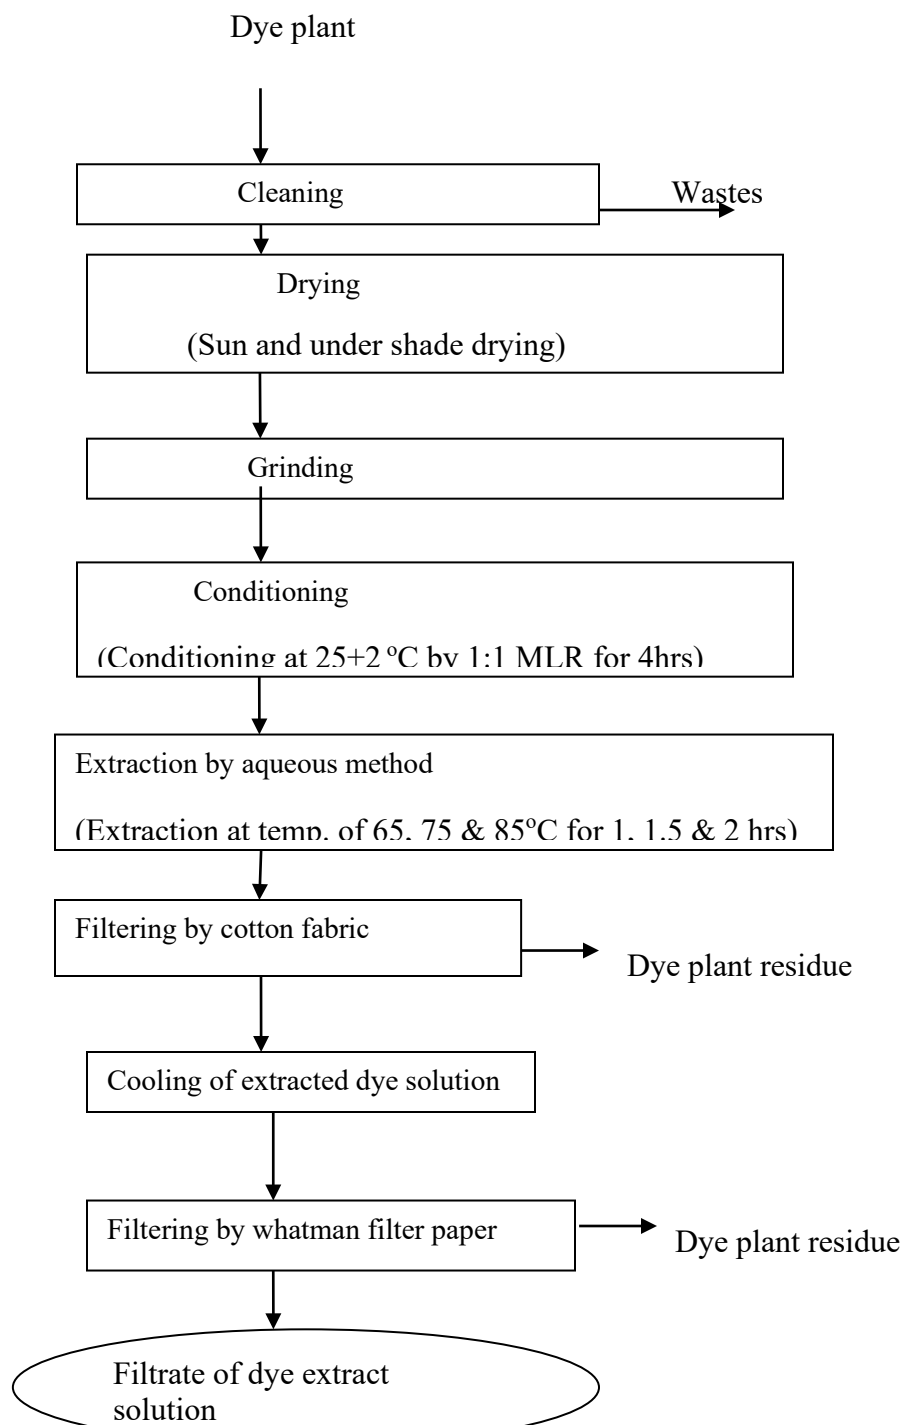 Dye plant
Cleaning
Wastes
Drying
(Sun and under shade drying)
Grinding
Conditioning
(Conditioning at 25+2 °C by 1:1 MLR for 4hrs)
Extraction by aqueous method
(Extraction at temp. of 65, 75 & 85°C for 1, 1.5 & 2 hrs)
Filtering by cotton fabric
Dye plant residue
Cooling of extracted dye solution
Filtering by whatman filter paper
Dye plant residue
Filtrate of dye extract
solution